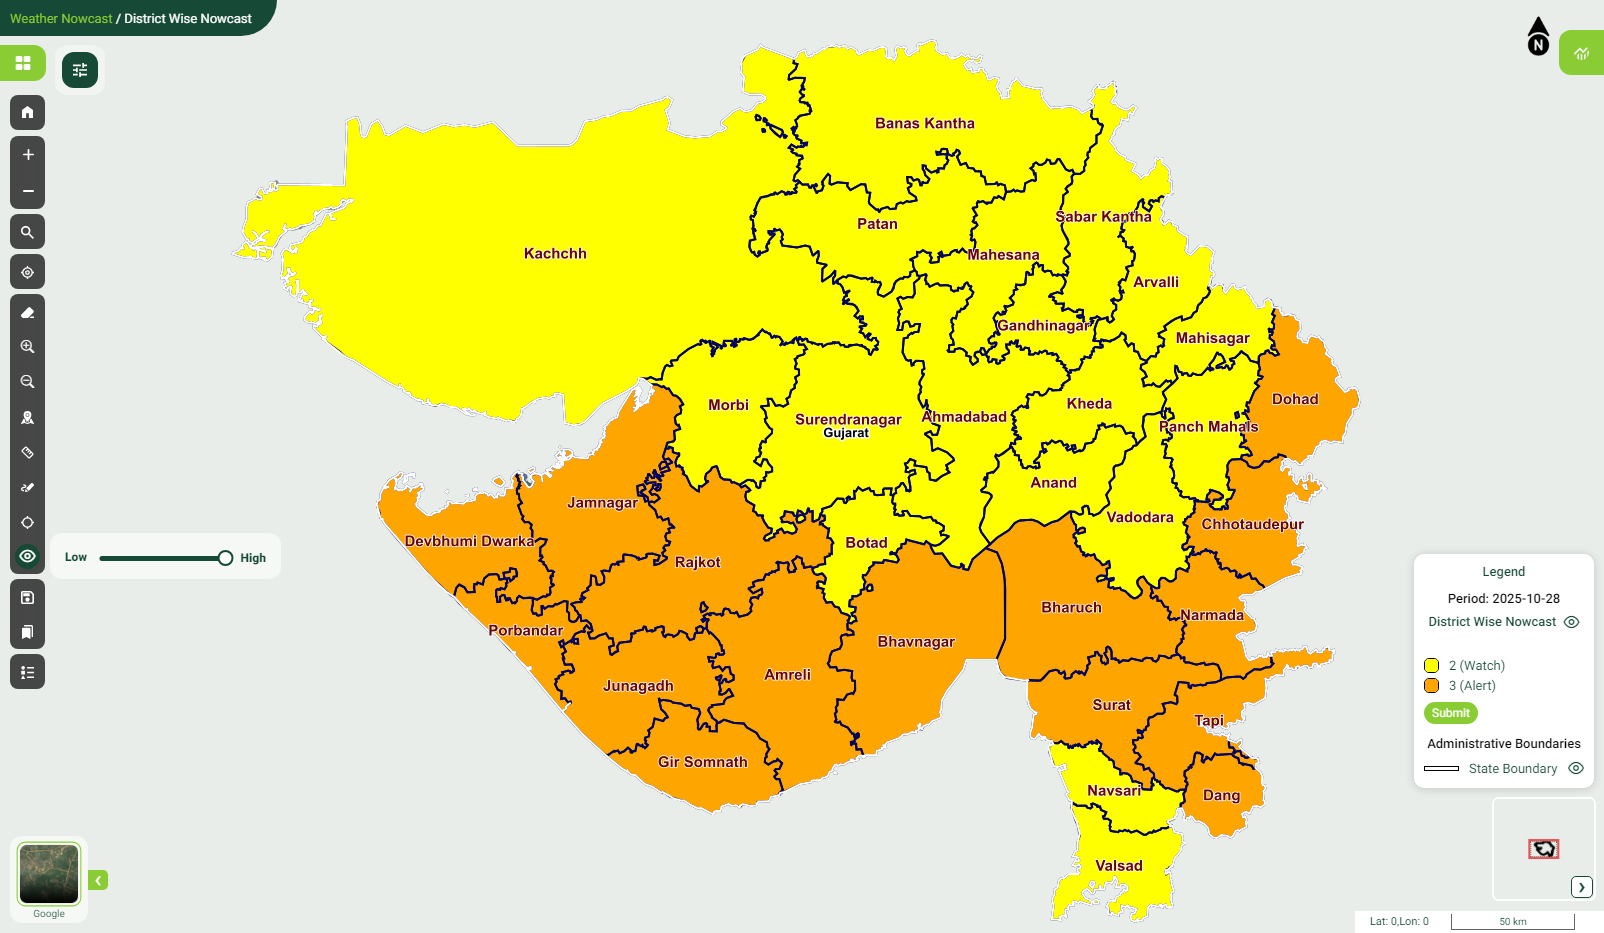 Weather Nowcast / District Wise Nowcast
N
Banas Kantha
Patan
Sabar Kantha
Kachchh
Mahesana
Arvalli
Gandhinagar
Mahisagar
Morbi
Surendranagar
Gujarat
Ahmadabad
Kheda
Panch Mahals
Dohad
Anand
Jamnagar
Vadodara
Chhotaudepur
Devbhumi Dwarka
Botad
Rajkot
Low
High
Bharuch
Narmada
Porbandar
Bhavnagar
Amreli
Junagadh
Surat
Tapi
Gir Somnath
Navsari
Dang
Valsad
Legend
Period: 2025-10-28
District Wise Nowcast
2 (Watch)
3 (Alert)
Submit
Administrative Boundaries
State Boundary
Google
Lat: 0,Lon: 0
50 km